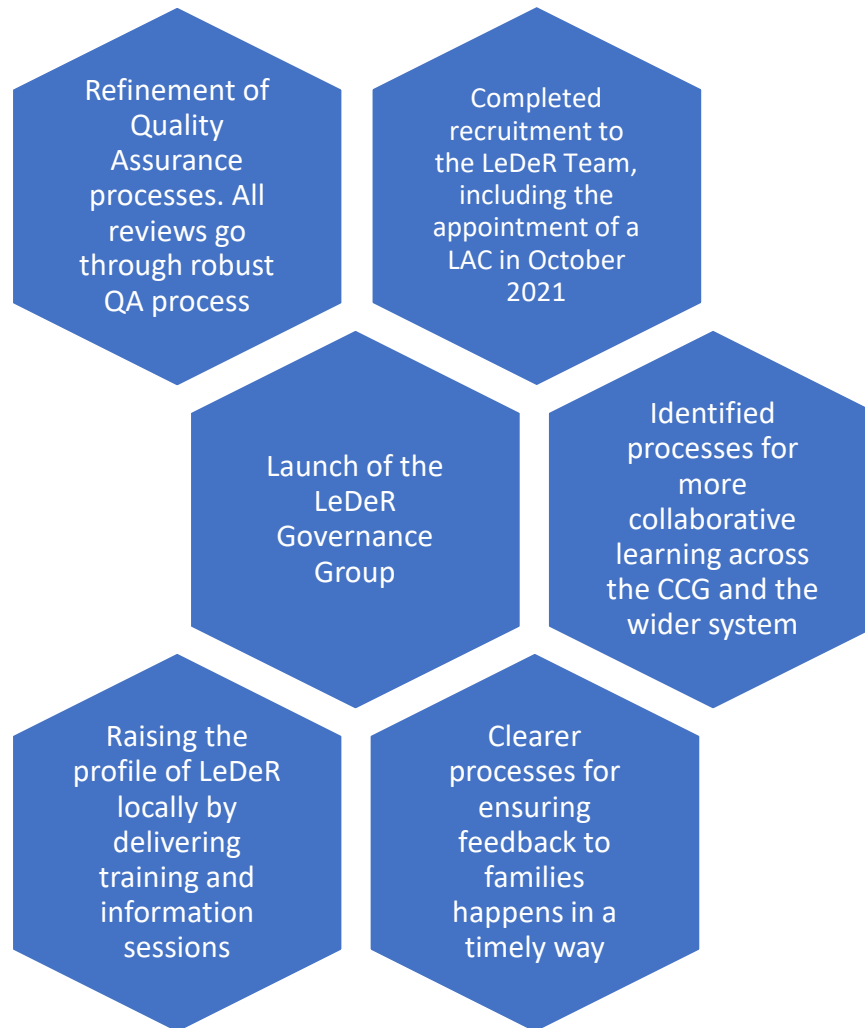 Refinement of
Quality
Assurance
processes. All
reviews go
through robust
QA process
Completed
recruitment to
the LeDeR Team,
including the
appointment of a
LAC in October
2021
Launch of the
LeDeR
Governance
Group
Identified
processes for
more
collaborative
learning across
the CCG and the
wider system
Raising the
profile of LeDeR
locally by
delivering
training and
information
sessions
Clearer
processes for
ensuring
feedback to
families
happens in a
timely way